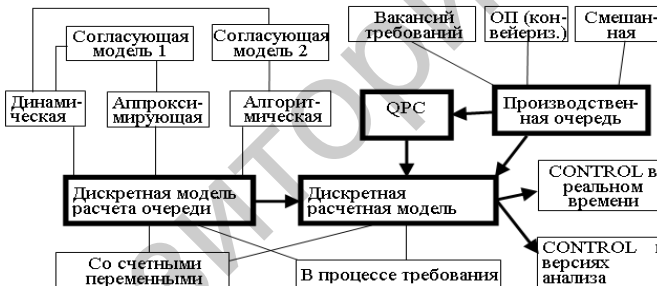 Вакансий
требований
ОП (кон-
вейериз.)
Смешан-
ная
Согласующая
модель 1
Согласующая
модель 2
Динами-
ческая
Аппрокси-
мирующая
Алгорит-
мическая
QPC
Производствен-
ная очередь
Дискретная модель
расчета очереди
Дискретная
расчетная модель
CONTROL в
реальном
времени
CONTROL
версиях
анализа
Со счетными
переменными
В процессе требования